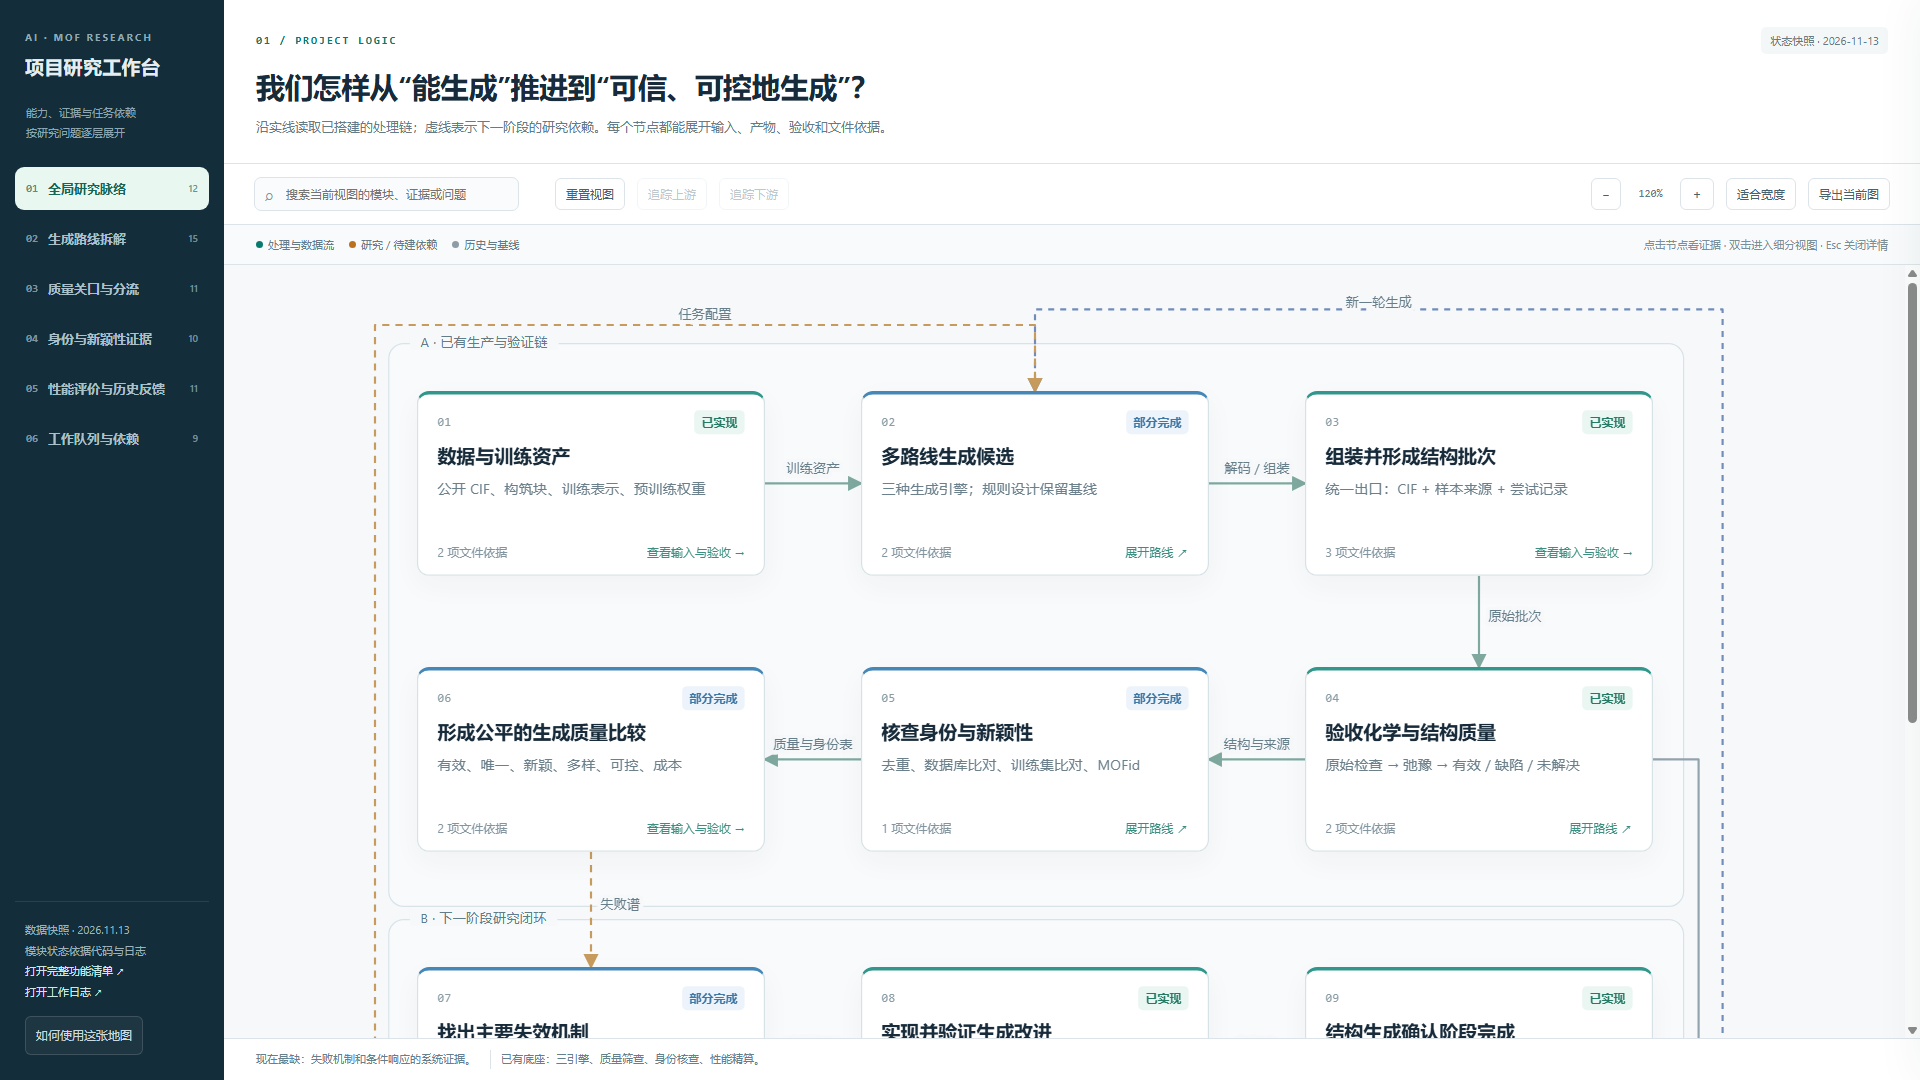 AI · MOF RESEARCH
项目研究工作台
能力、证据与任务依赖
按研究问题逐层展开
01 全局研究脉络 12
02 生成路线拆解 15
03 质量关口与分流 11
04 身份与新颖性证据 10
05 性能评价与历史反馈 11
06 工作队列与依赖 9
数据快照 · 2026.11.13
模块状态依据代码与日志
打开完整功能清单 ↗
打开工作日志 ↗
如何使用这张地图
01 / PROJECT LOGIC
状态快照 · 2026-11-13
我们怎样从“能生成”推进到“可信、可控地生成”？
沿实线读取已搭建的处理链；虚线表示下一阶段的研究依赖。每个节点都能展开输入、产物、验收和文件依据。
⌕ 搜索当前视图的模块、证据或问题
重置视图
追踪上游
追踪下游
−
120%
+
适合宽度
导出当前图
处理与数据流
研究 / 待建依赖
历史与基线
点击节点看证据 · 双击进入细分视图 · Esc 关闭详情
任务配置
新一轮生成
A · 已有生产与验证链
01
已实现
数据与训练资产
公开 CIF、构筑块、训练表示、预训练权重
2 项文件依据
查看输入与验收 →
训练资产
02
部分完成
多路线生成候选
三种生成引擎；规则设计保留基线
2 项文件依据
展开路线 ↗
解码 / 组装
03
已实现
组装并形成结构批次
统一出口：CIF + 样本来源 + 尝试记录
3 项文件依据
查看输入与验收 →
原始批次
06
部分完成
形成公平的生成质量比较
有效、唯一、新颖、多样、可控、成本
2 项文件依据
查看输入与验收 →
质量与身份表
05
部分完成
核查身份与新颖性
去重、数据库比对、训练集比对、MOFid
1 项文件依据
展开路线 ↗
结构与来源
04
已实现
验收化学与结构质量
原始检查 → 弛豫 → 有效 / 缺陷 / 未解决
2 项文件依据
展开路线 ↗
失败谱
B · 下一阶段研究闭环
07
部分完成
找出主要失效机制
08
已实现
实现并验证生成改进
09
已实现
结构生成确认阶段完成
现在最缺：失败机制和条件响应的系统证据。
已有底座：三引擎、质量筛查、身份核查、性能精算。